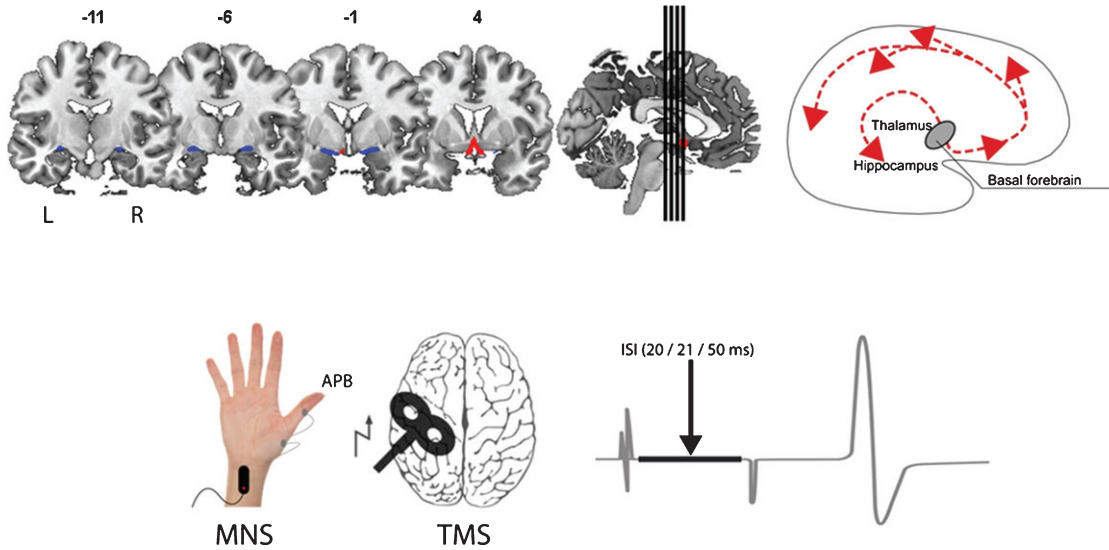 -11
-6
-1
4
L
R
Thalamus
Hippocampus
Basal forebrain
ISI (20 / 21 / 50 ms)
APB
MNS
TMS